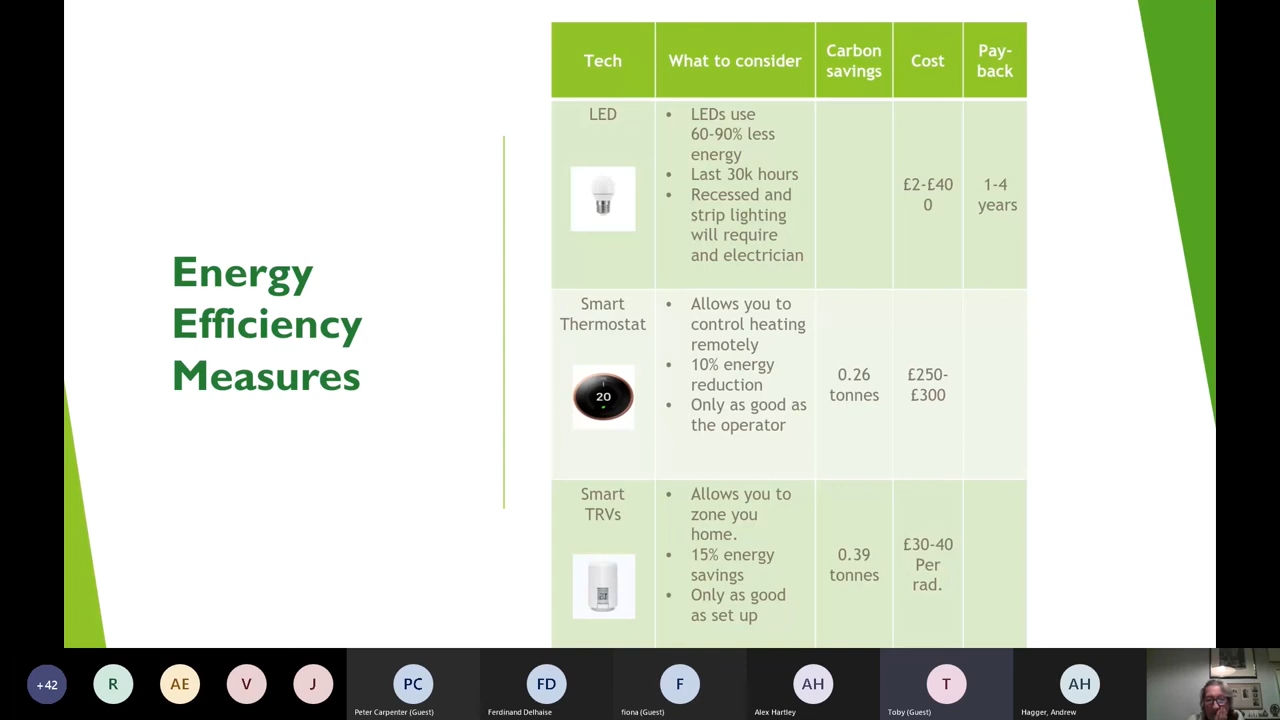 Energy
Efficiency
Measures
Tech
What to consider
Carbon
savings
Cost
Pay-
back
LED
• LEDs use
60-90% less
energy
• Last 30k hours
• Recessed and
strip lighting
will require
and electrician
£2-£40
0
1-4
years
Smart
Thermostat
20
• Allows you to
control heating
remotely
• 10% energy
reduction
• Only as good as
the operator
0.26
tonnes
£250-
£300
Smart
TRVs
• Allows you to
zone you
home.
• 15% energy
savings
• Only as good
as set up
0.39
tonnes
£30-40
Per
rad.
+42
R
AE
V
J
PC
FD
F
AH
T
AH
Peter Carpenter (Guest)
Ferdinand Delhaise
fiona (Guest)
Alex Hartley
Toby (Guest)
Hagger, Andrew